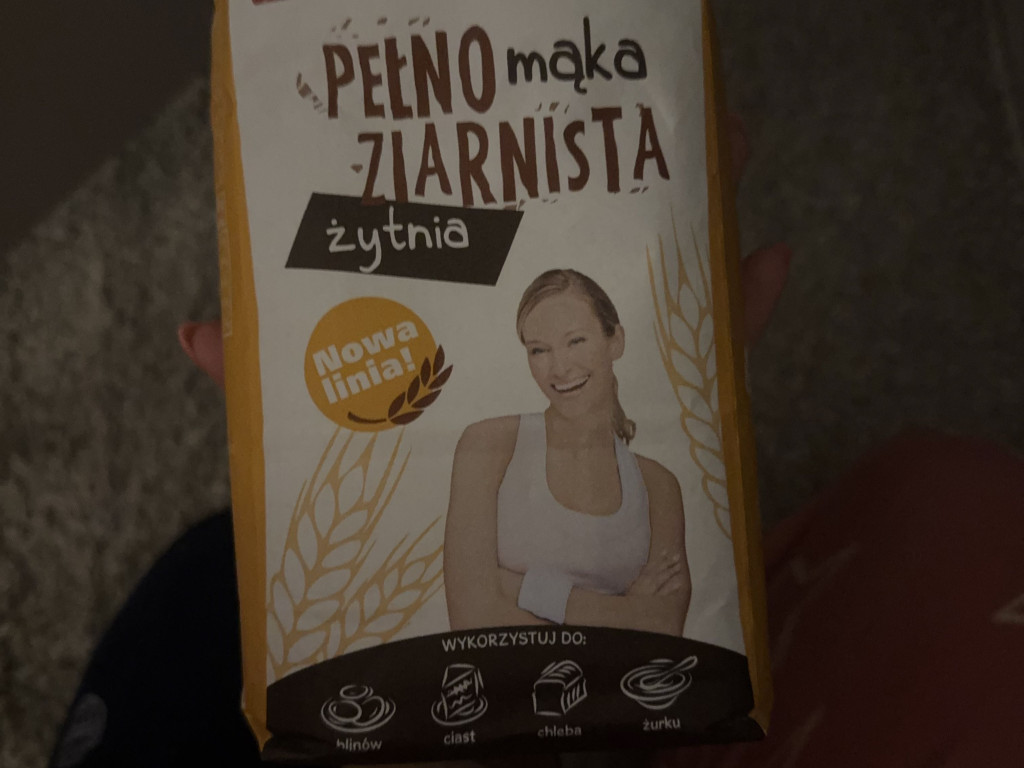 PEŁNO mąka
ZIARNISTA
żytnia
Nowa
linia!
WYKORZYSTUJ DO:
blinów ciast chleba żurku